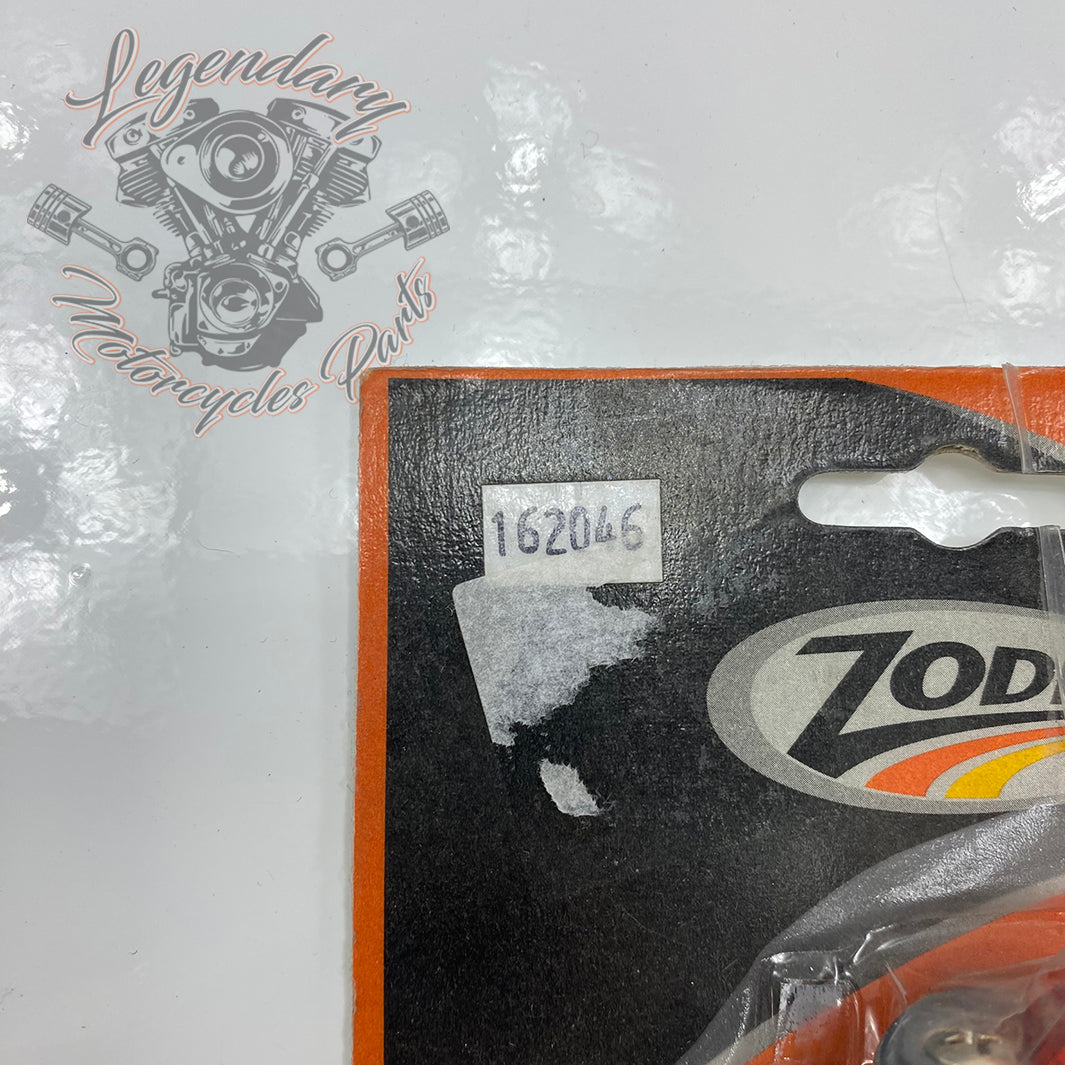 Legendary
Motorcycles Parts
162046
ZOD